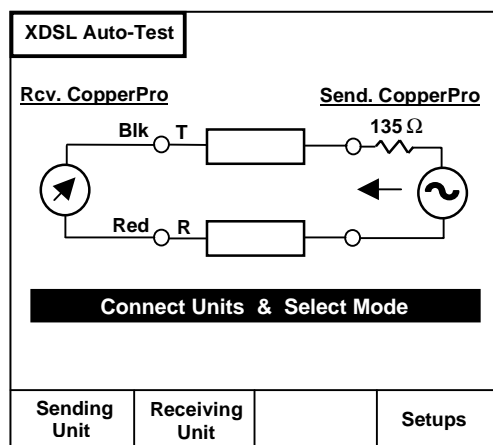 XDSL Auto-Test
Rcv. CopperPro
Send. CopperPro
Blk T
135 Ω
Red R
Connect Units & Select Mode
Sending Unit
Receiving Unit
Setups